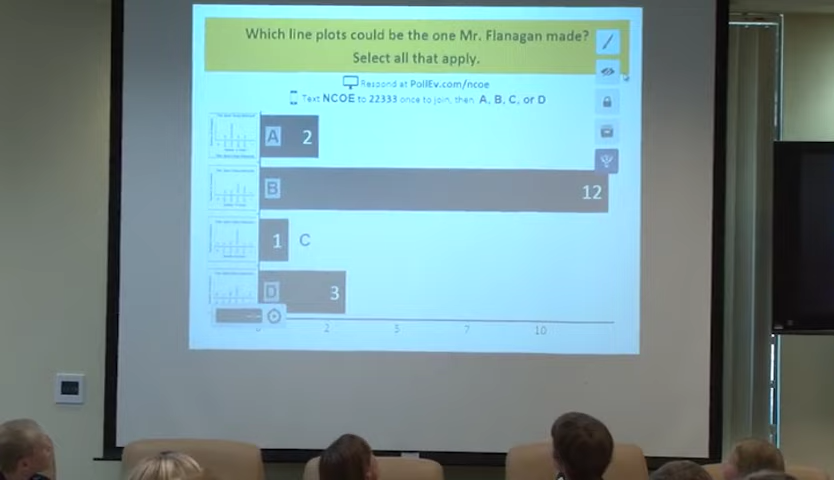 Which line plots could be the one Mr. Flanagan made?
Select all that apply.
Respond at PollEv.com/ncoe
Text NCOE to 22333 once to join, then A, B, C, or D
A 2
B 12
1 C
D 3
2 5 7 10